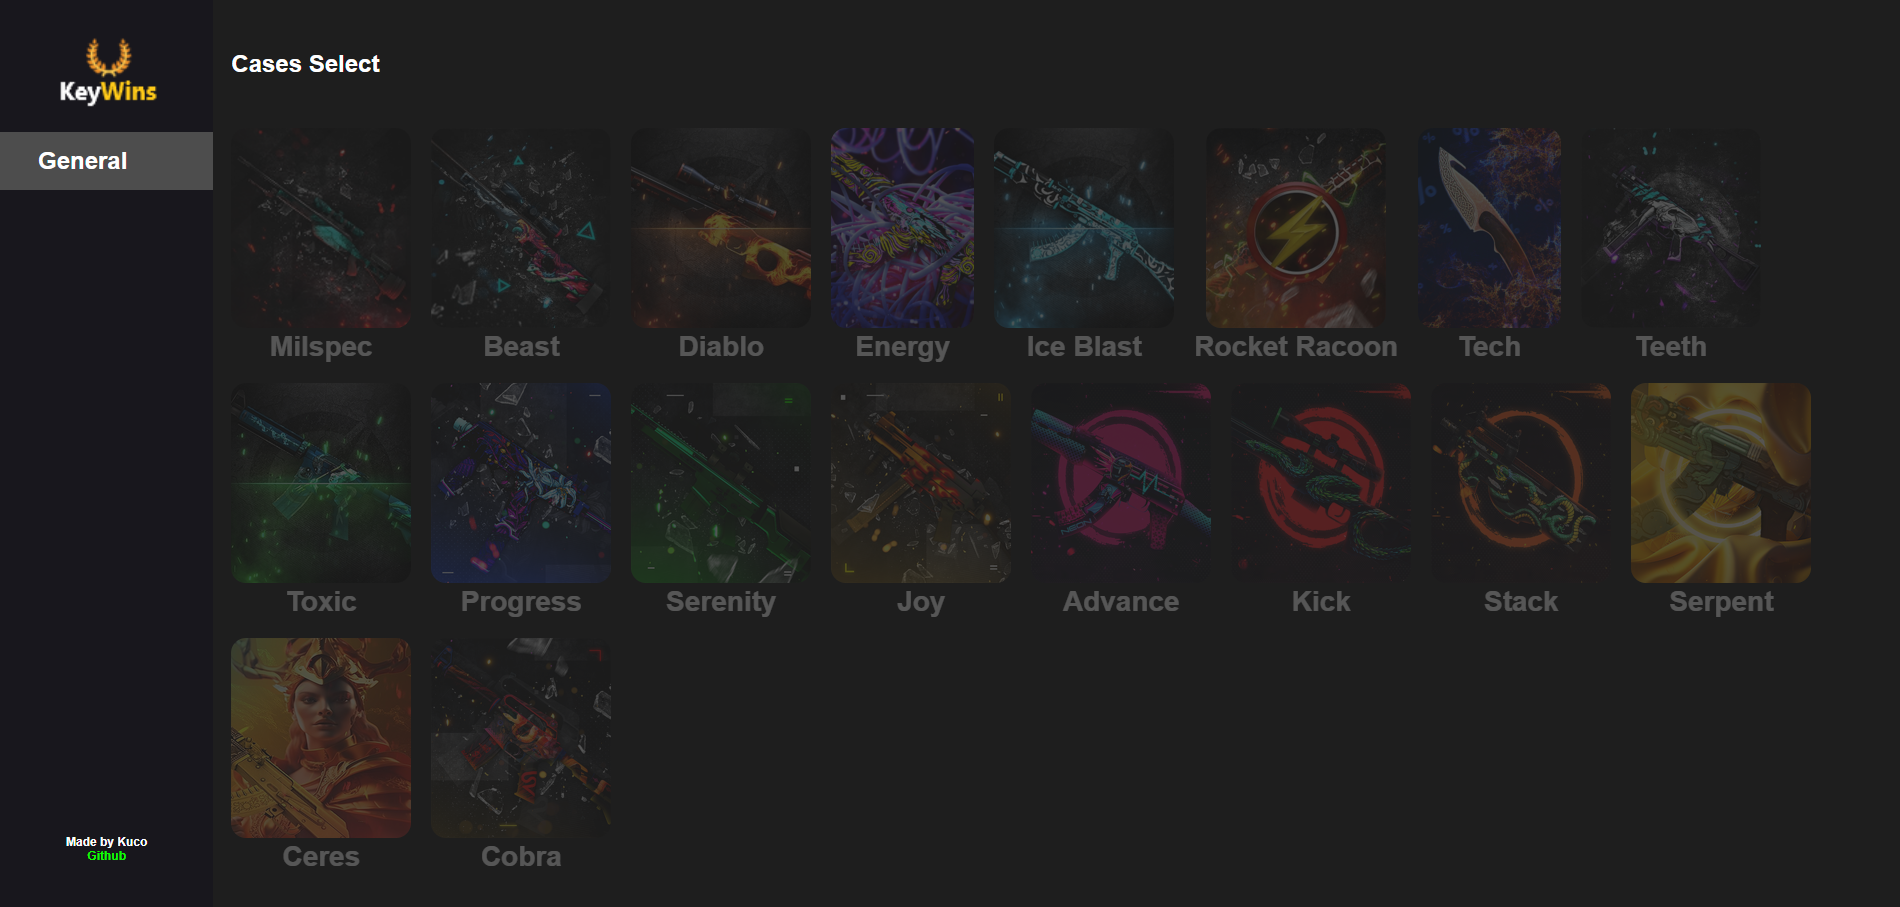 KeyWins
General
Made by Kuco
Github
Cases Select
Milspec
Beast
Diablo
Energy
Ice Blast
Rocket Racoon
Tech
Teeth
Toxic
Progress
Serenity
Joy
Advance
Kick
Stack
Serpent
Ceres
Cobra